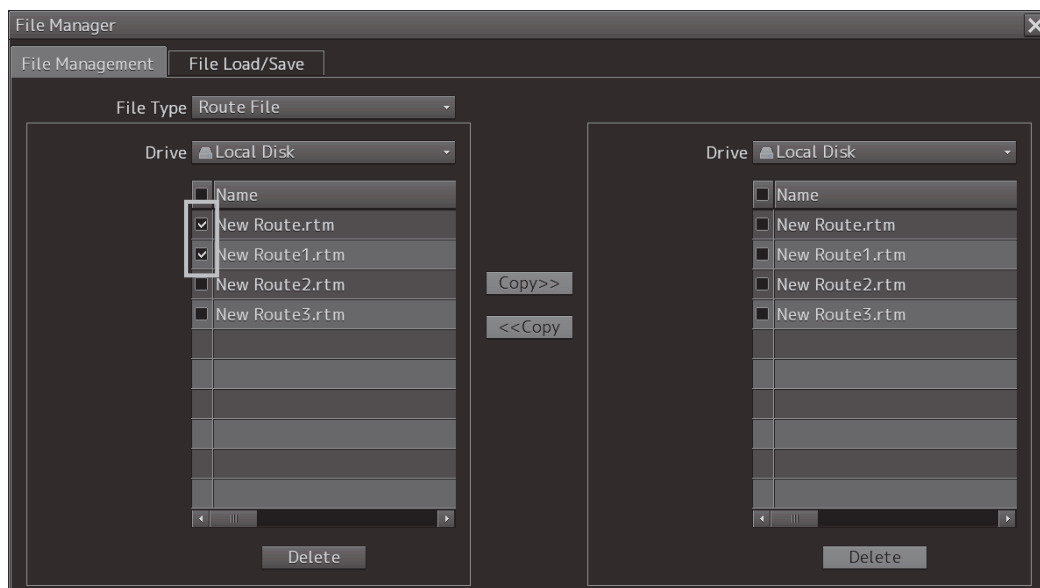 File Manager
File Management
File Load/Save
File Type Route File
Drive Local Disk
Name
New Route.rtm
New Route1.rtm
New Route2.rtm
New Route3.rtm
Delete
Copy>>
<<Copy
Drive Local Disk
Name
New Route.rtm
New Route1.rtm
New Route2.rtm
New Route3.rtm
Delete